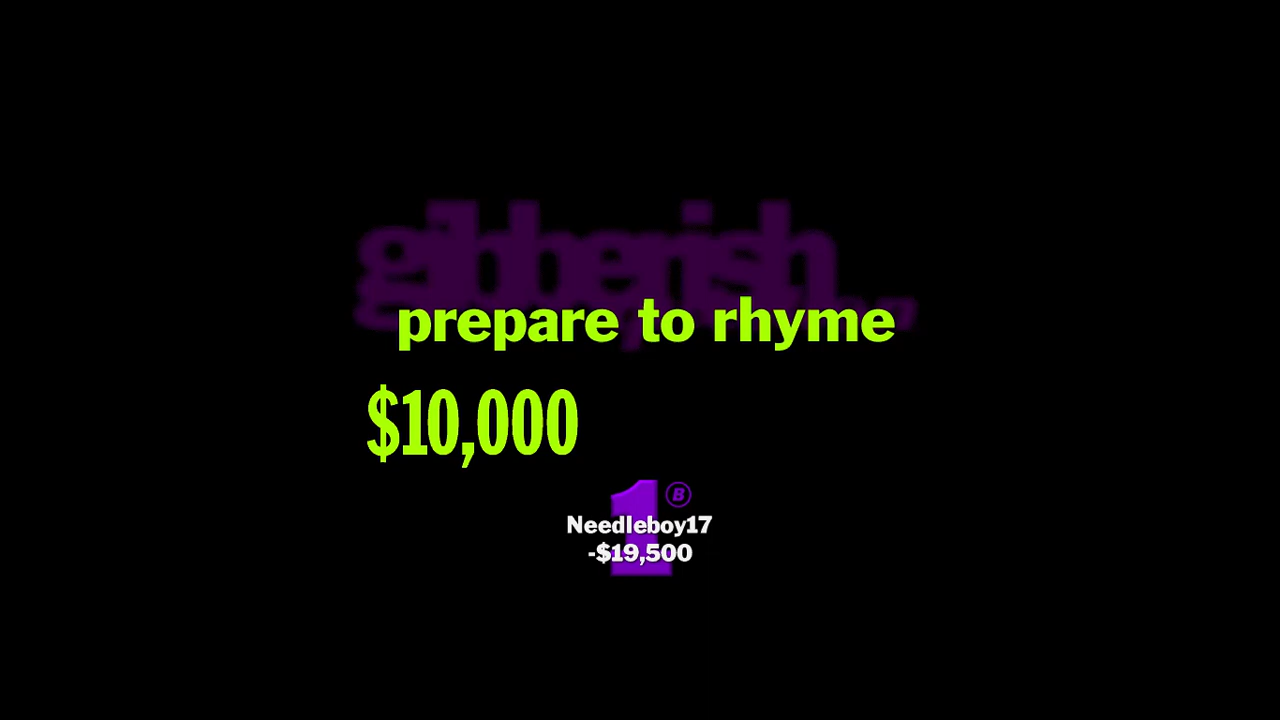 gibberish
prepare to rhyme
$10,000
1 B
Needleboy17
-$19,500